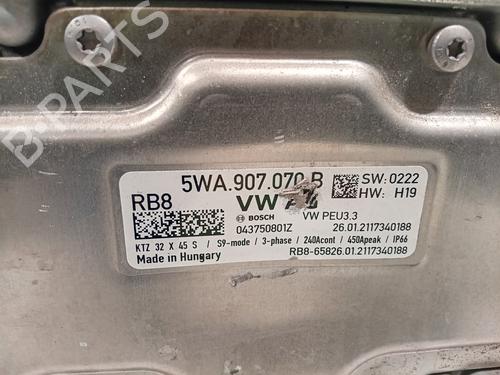 B-PARTS
5WA.907.070.B
RB8
VW
SW:0222
HW: H19
BOSCH
VW PEU3.3
043750801Z
26.01.2117340188
KTZ 32 X 45 S / S9-mode / 3-phase / 240Acont / 450Apeak / IP66
Made in Hungary
RB8-65826.01.2117340188